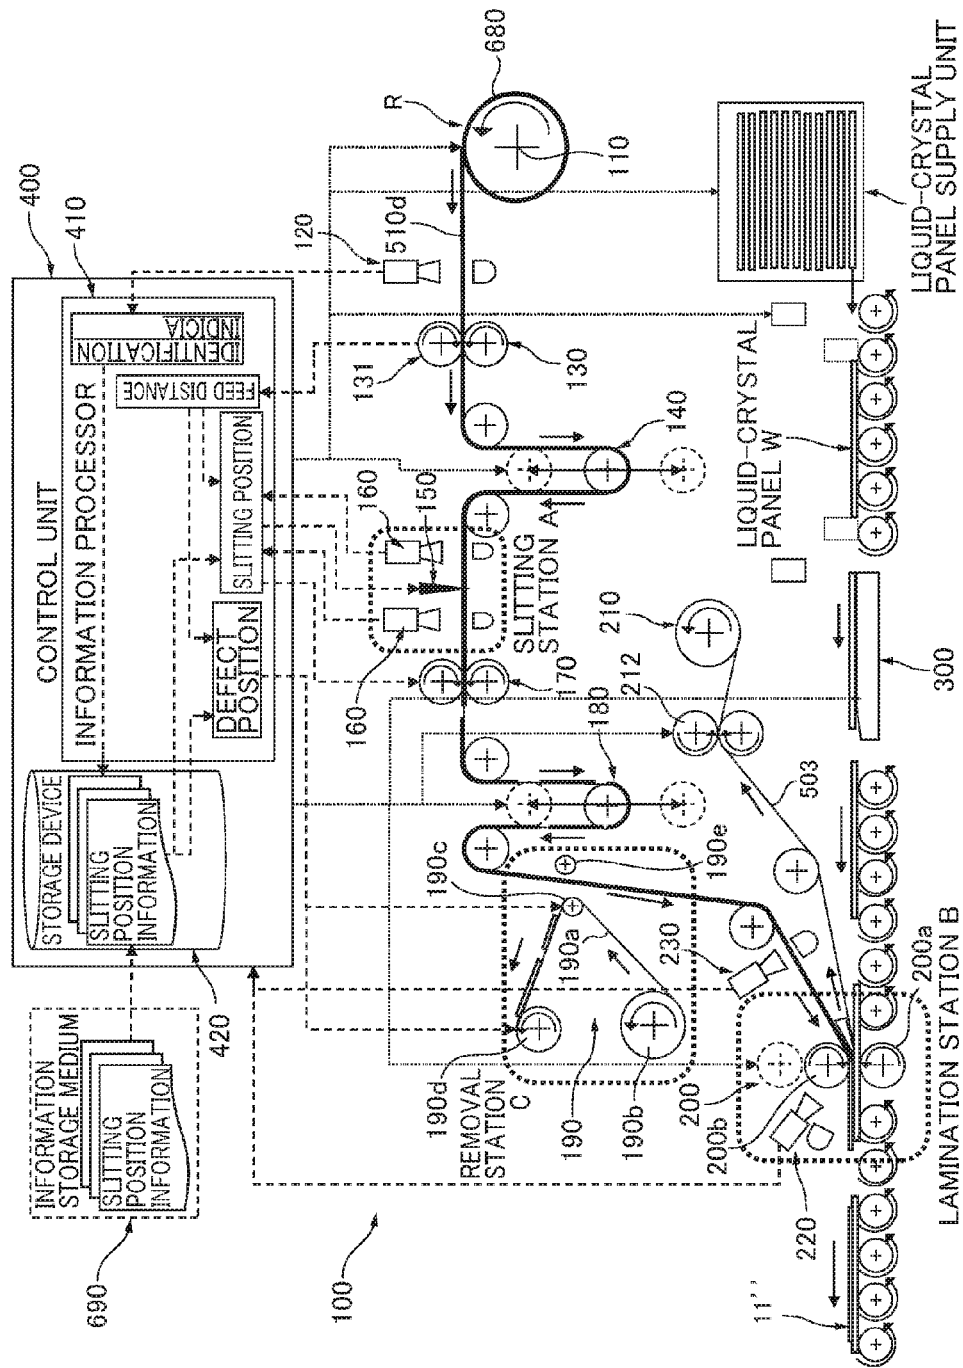 690
INFORMATION
STORAGE MEDIUM
SLITTING
POSITION
INFORMATION
420
STORAGE DEVICE
SLITTING
POSITION
INFORMATION
CONTROL UNIT
INFORMATION PROCESSOR
DEFECT
POSITION
SLITTING POSITION
FEED DISTANCE
IDENTIFICATION
INDICIA
410
400
100
REMOVAL
STATION
C
190d
190
190b
190a
190c
190e
180
170
160
160
150
SLITTING
STATION A
140
131
130
120
510d
R
680
110
11''
220
200b
200
230
200a
LAMINATION STATION B
503
212
210
300
LIQUID-CRYSTAL
PANEL W
LIQUID-CRYSTAL
PANEL SUPPLY UNIT